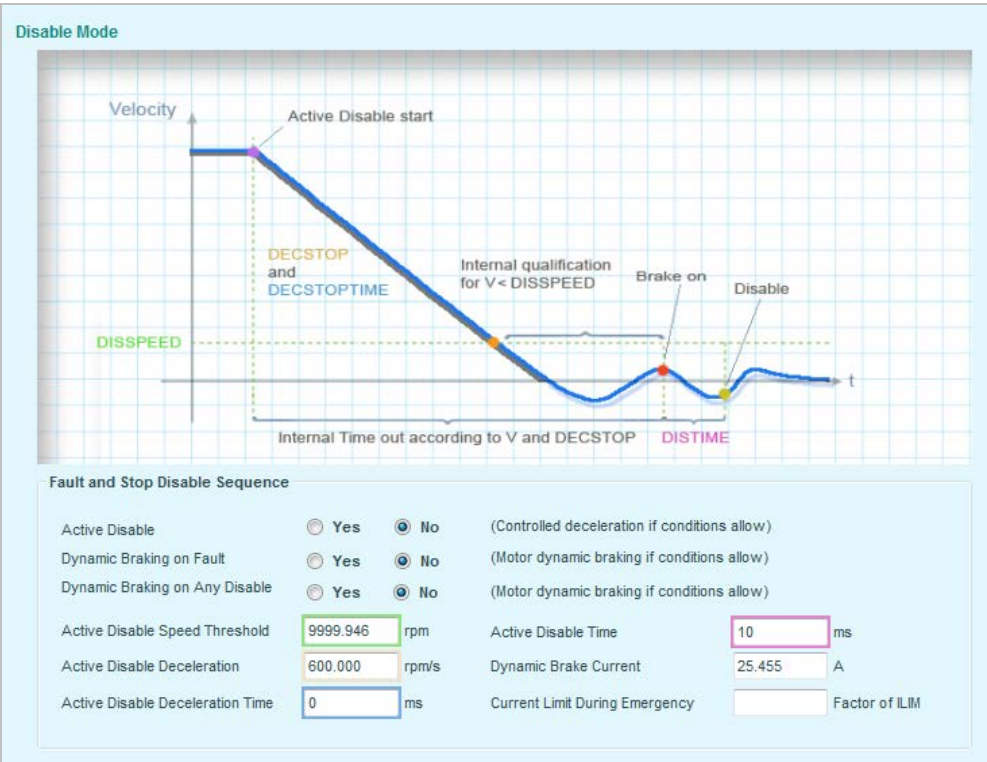 Disable Mode
Velocity
Active Disable start
DECSTOP
and
DECSTOPTIME
Internal qualification
for V< DISSPEED
Brake on
Disable
DISSPEED
t
Internal Time out according to V and DECSTOP
DISTIME
Fault and Stop Disable Sequence
Active Disable Yes No (Controlled deceleration if conditions allow)
Dynamic Braking on Fault Yes No (Motor dynamic braking if conditions allow)
Dynamic Braking on Any Disable Yes No (Motor dynamic braking if conditions allow)
Active Disable Speed Threshold 9999.946 rpm Active Disable Time 10 ms
Active Disable Deceleration 600.000 rpm/s Dynamic Brake Current 25.455 A
Active Disable Deceleration Time 0 ms Current Limit During Emergency Factor of ILIM